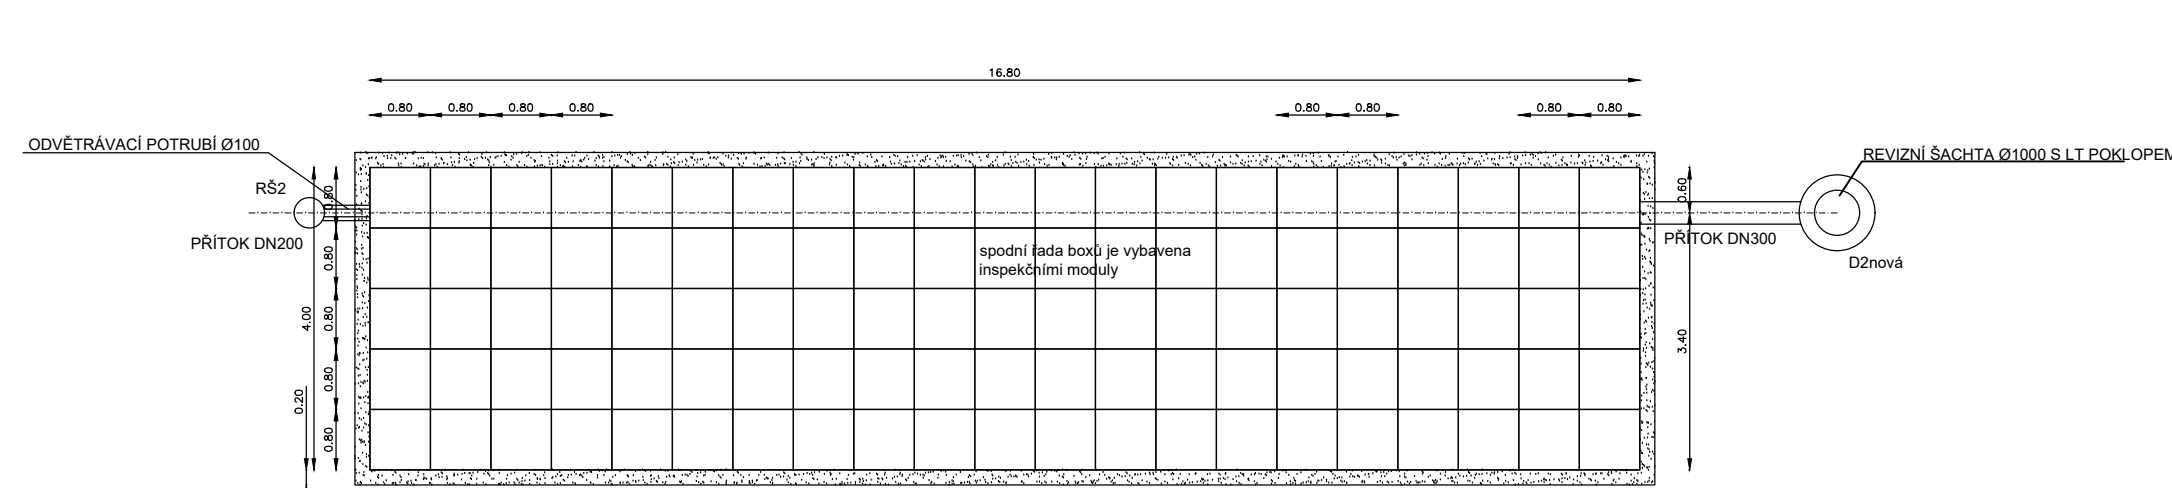 16.80
0.80 0.80 0.80 0.80 0.80 0.80 0.80 0.80
ODVĚTRÁVACÍ POTRUBÍ Ø100
REVIZNÍ ŠACHTA Ø1000 S LT POKLOPEM
RŠ2
0.80
0.60
PŘÍTOK DN200
PŘÍTOK DN300
spodní řada boxů je vybavena
inspekčními moduly
D2nová
0.80
4.00
0.80
3.40
0.80
0.20
0.80